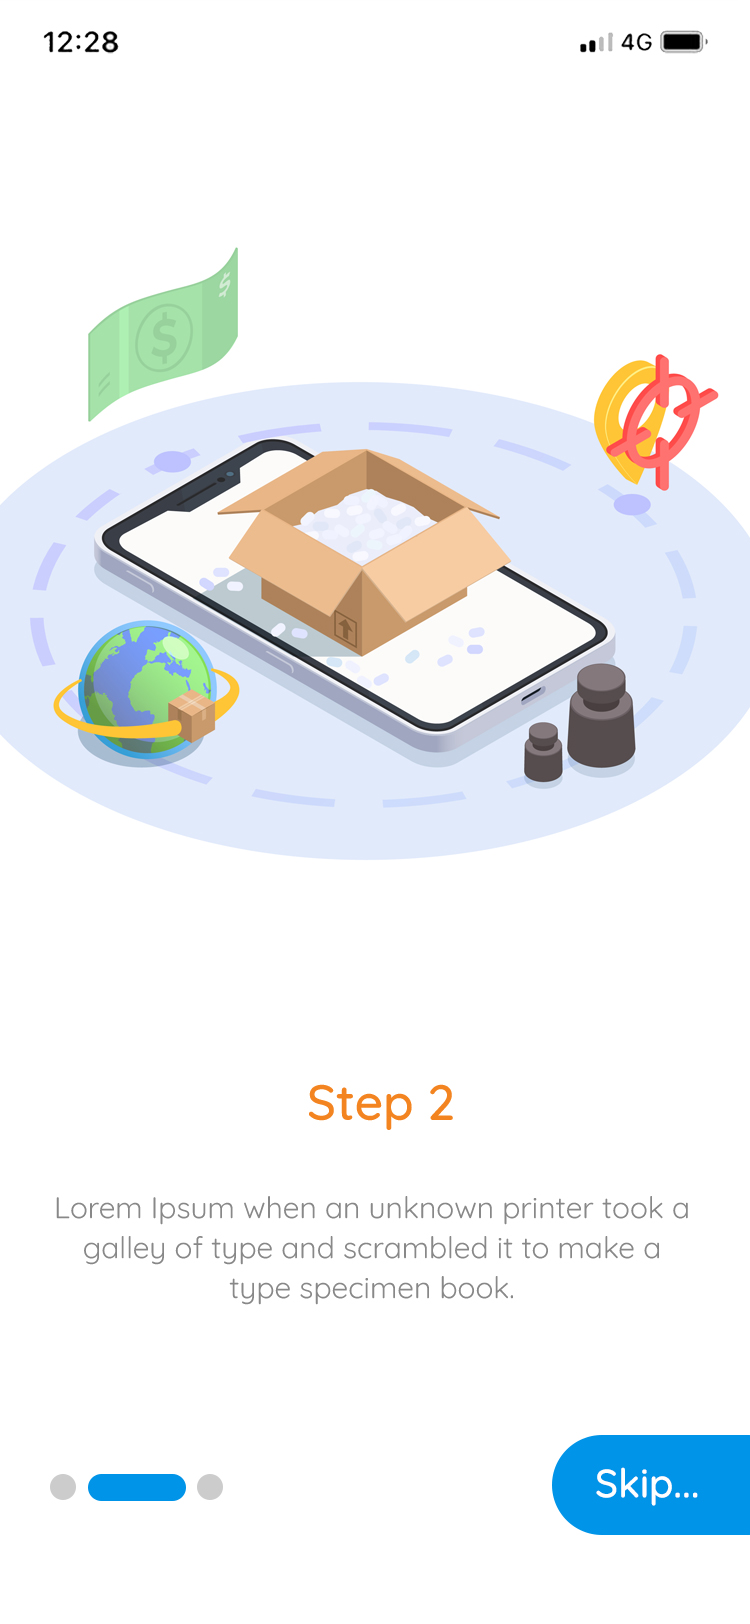 12:28 4G
$
$
Step 2
Lorem Ipsum when an unknown printer took a
galley of type and scrambled it to make a
type specimen book.
Skip...